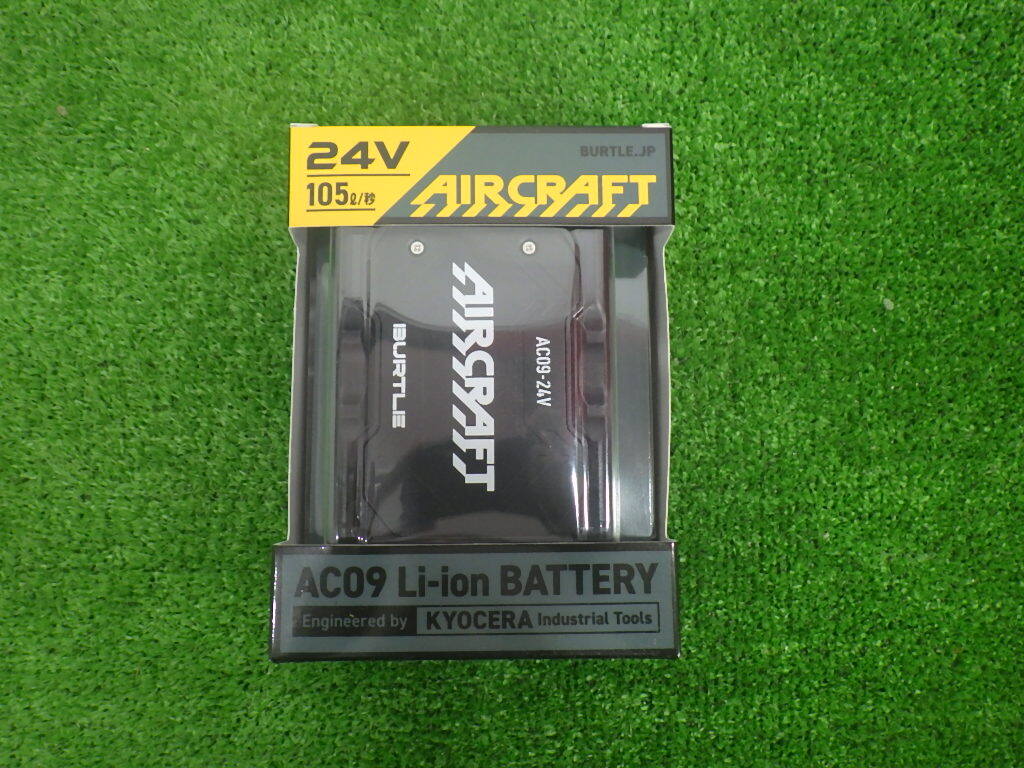 24V
105ℓ/秒
BURTLE.JP
AIRCRAFT
AC09-24V
AIRCRAFT
BURTLE
AC09 Li-ion BATTERY
Engineered by KYOCERA Industrial Tools